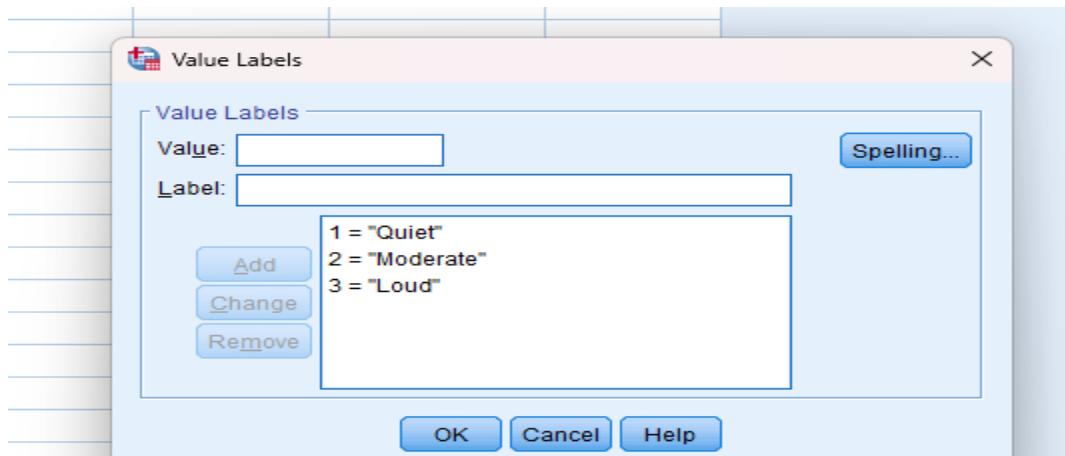 Value Labels
Value Labels
Value:
Spelling...
Label:
1 = "Quiet"
2 = "Moderate"
3 = "Loud"
Add
Change
Remove
OK Cancel Help